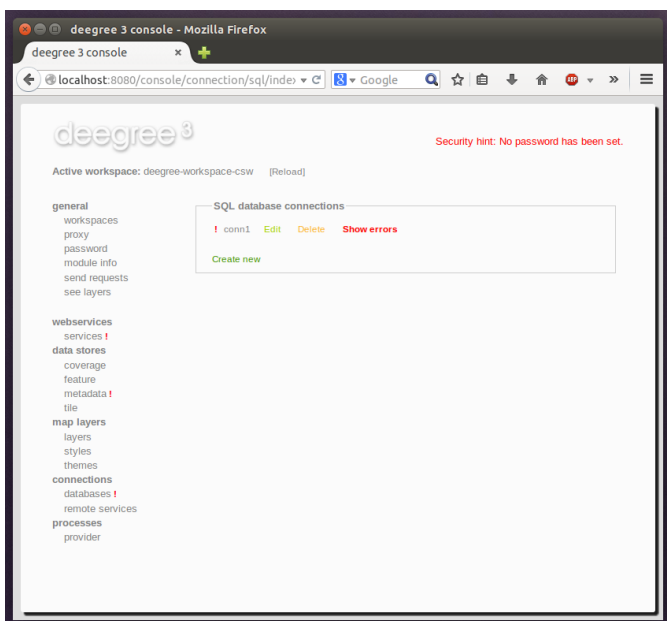 deegree 3 console - Mozilla Firefox
deegree 3 console
localhost:8080/console/connection/sql/inde
Google
ABP
deegree 3
Security hint: No password has been set.
Active workspace: deegree-workspace-csw [Reload]
general
workspaces
proxy
password
module info
send requests
see layers
webservices
services !
data stores
coverage
feature
metadata !
tile
map layers
layers
styles
themes
connections
databases !
remote services
processes
provider
SQL database connections
! conn1 Edit Delete Show errors
Create new